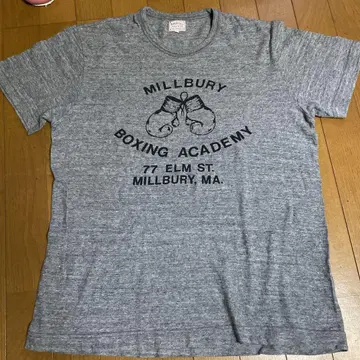 MILLBURY
BOXING ACADEMY
77 ELM ST.
MILLBURY, MA.